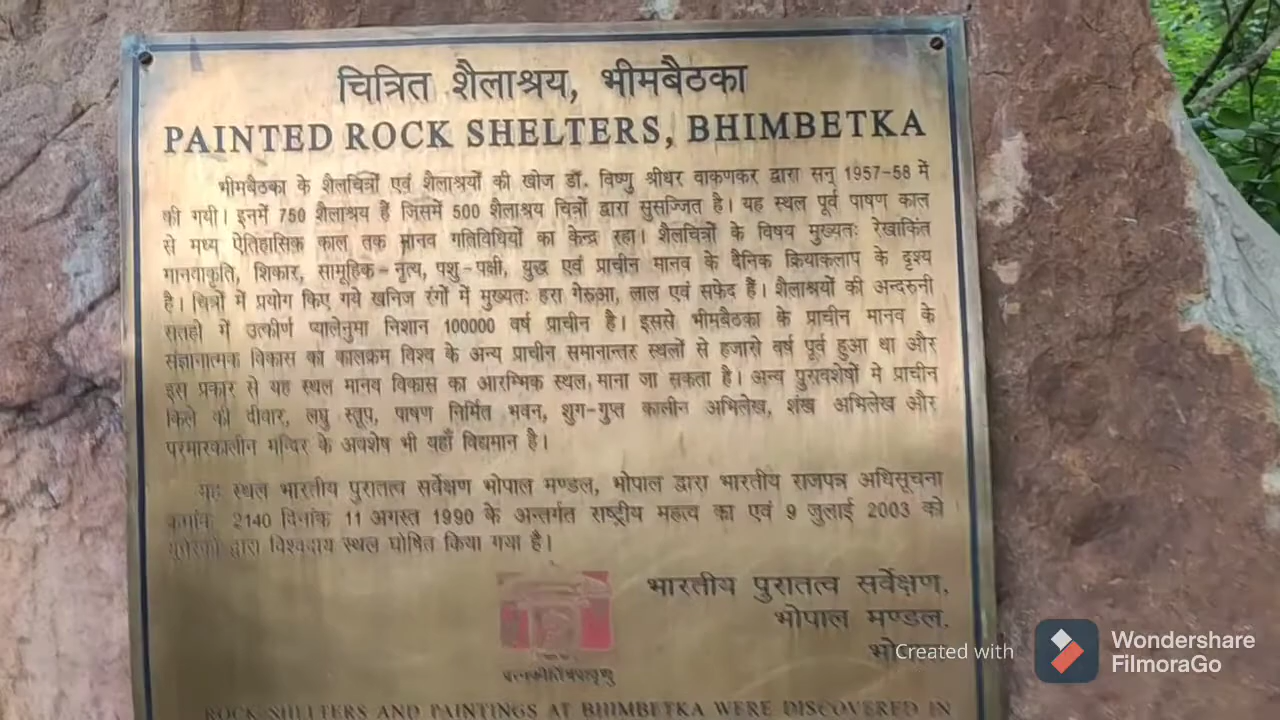 चित्रित शैलाश्रय, भीमबैठका
PAINTED ROCK SHELTERS, BHIMBETKA
भीमबैठका के शैलचित्रों एवं शैलाश्रयों की खोज डॉ. विष्णु श्रीधर वाकणकर द्वारा सन् 1957-58 में
की गयी। इनमें 750 शैलाश्रय हैं जिसमें 500 शैलाश्रय चित्रों द्वारा सुसज्जित है। यह स्थल पूर्व पाषण काल
से मध्य ऐतिहासिक काल तक मानव गतिविधियों का केन्द्र रहा। शैलचित्रों के विषय मुख्यतः रेखांकित
मानवाकृति, शिकार, सामूहिक-नृत्य, पशु-पक्षी, युद्ध एवं प्राचीन मानव के दैनिक क्रियाकलाप के दृश्य
है। चित्रों में प्रयोग किए गये खनिज रंगों में मुख्यतः हरा गेरुआ, लाल एवं सफेद हैं। शैलाश्रयों की अन्दरुनी
सतहो में उत्कीर्ण प्यालेनुमा निशान 100000 वर्ष प्राचीन है। इससे भीमबैठका के प्राचीन मानव के
संज्ञानात्मक विकास का कालक्रम विश्व के अन्य प्राचीन समानान्तर स्थलों से हजारो वर्ष पूर्व हुआ था और
इस प्रकार से यह स्थल मानव विकास का आरम्भिक स्थल माना जा सकता है। अन्य पुरावशेषों मे प्राचीन
किले की दीवार, लघु स्तूप, पाषण निर्मित भवन, शुग-गुप्त कालीन अभिलेख, शंख अभिलेख और
परमारकालीन मन्दिर के अवशेष भी यहाँ विद्यमान है।
यह स्थल भारतीय पुरातत्व सर्वेक्षण भोपाल मण्डल, भोपाल द्वारा भारतीय राजपत्र अधिसूचना
क्रमांक 2140 दिनांक 11 अगस्त 1990 के अन्तर्गत राष्ट्रीय महत्व का एवं 9 जुलाई 2003 को
यूनेस्को द्वारा विश्वदाय स्थल घोषित किया गया है।
भारतीय पुरातत्व सर्वेक्षण,
भोपाल मण्डल,
Created with
Wondershare
FilmoraGo
ROCK SHELTERS AND PAINTINGS AT BHIMBETKA WERE DISCOVERED IN